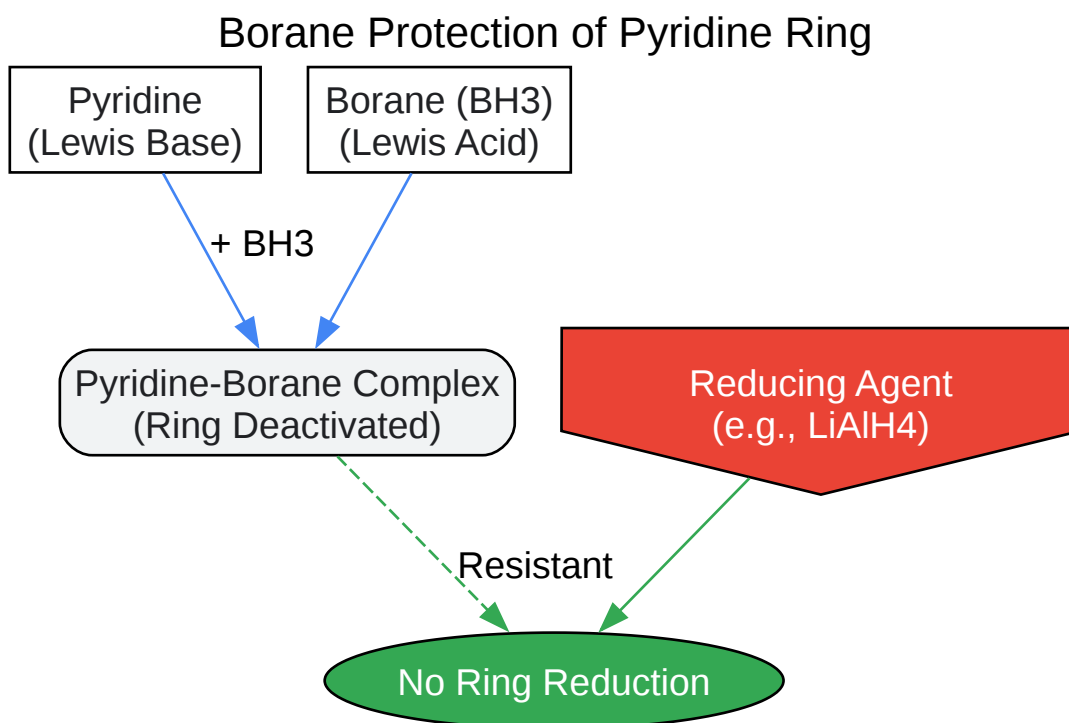 Borane Protection of Pyridine Ring
Pyridine
(Lewis Base)
Borane (BH3)
(Lewis Acid)
+ BH3
Pyridine-Borane Complex
(Ring Deactivated)
Reducing Agent
(e.g., LiAlH4)
Resistant
No Ring Reduction